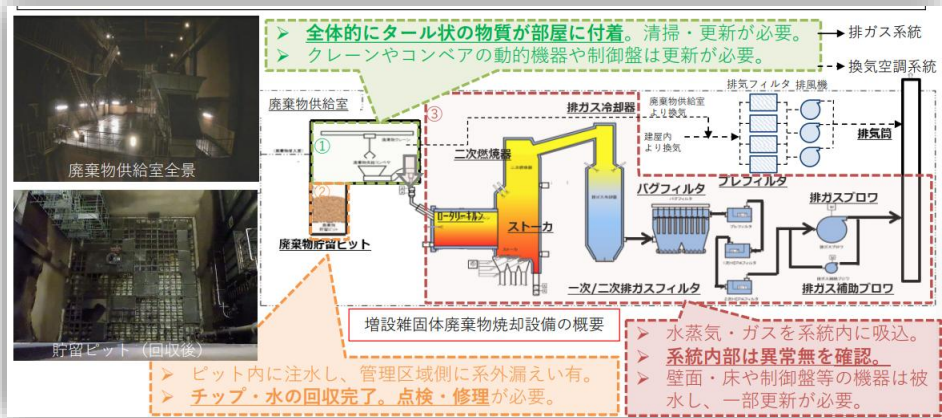 全体的にタール状の物質が部屋に付着。清掃・更新が必要。
クレーンやコンベアの動的機器や制御盤は更新が必要。
排ガス系統
換気空調系統
廃棄物供給室全景
廃棄物供給室
①
廃棄物クレーン
②
廃棄物貯留ピット
③
排ガス冷却器
二次燃焼器
ロータリーキルン
ストーカ
バグフィルタ
一次/二次排ガスフィルタ
廃棄物供給室
より換気
建屋内
より換気
排気フィルタ
排風機
排気筒
プレフィルタ
排ガスブロワ
排ガス補助ブロワ
貯留ピット（回収後）
増設雑固体廃棄物焼却設備の概要
ピット内に注水し、管理区域側に系外漏えい有。
チップ・水の回収完了。点検・修理が必要。
水蒸気・ガスを系統内に吸込。
系統内部は異常無を確認。
壁面・床や制御盤等の機器は被
水し、一部更新が必要。